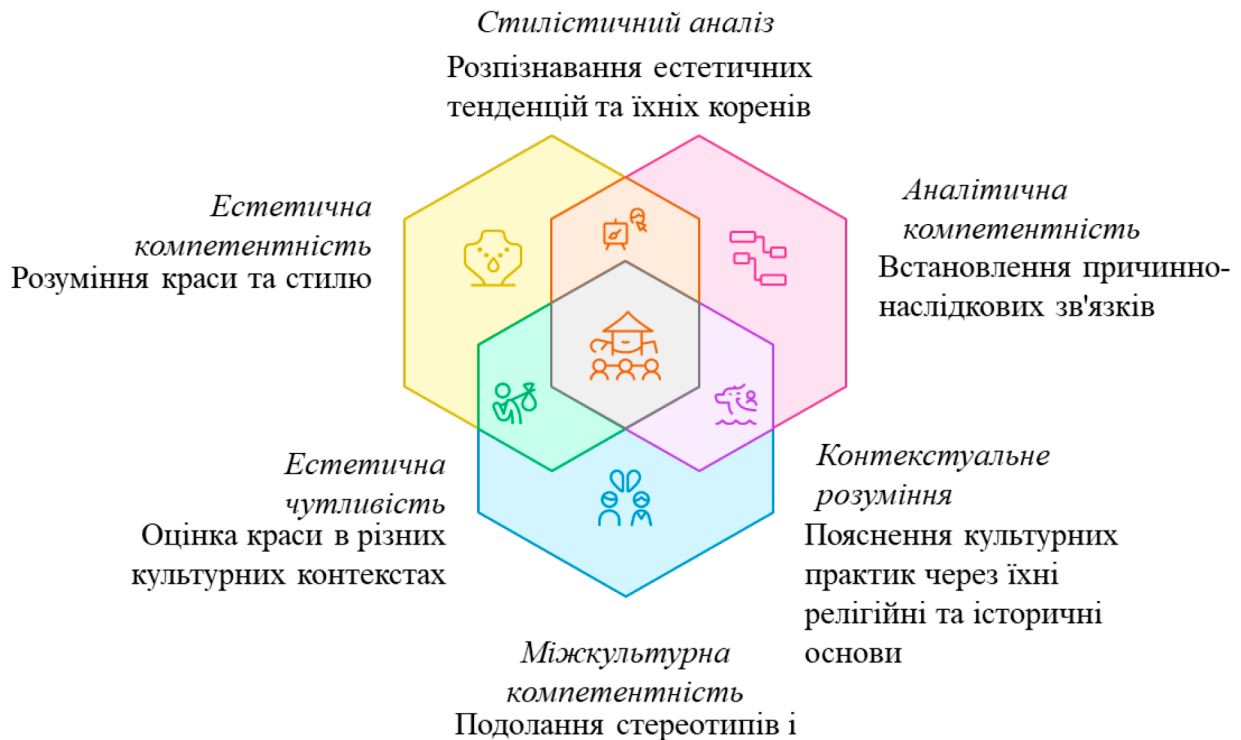 Стилістичний аналіз
Розпізнавання естетичних
тенденцій та їхніх коренів
Естетична
компетентність
Розуміння краси та стилю
Аналітична
компетентність
Встановлення причинно-
наслідкових зв'язків
Естетична
чутливість
Оцінка краси в різних
культурних контекстах
Контекстуальне
розуміння
Пояснення культурних
практик через їхні
релігійні та історичні
основи
Міжкультурна
компетентність
Подолання стереотипів і